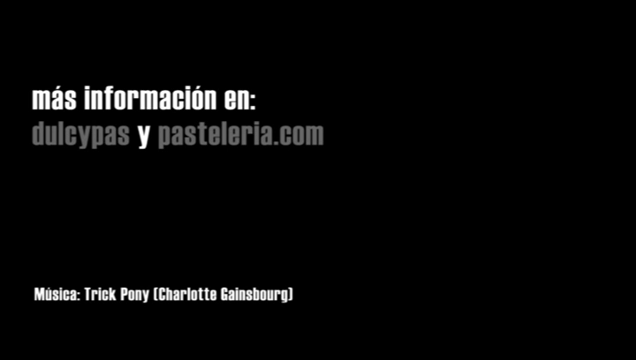 más información en:
dulcypas y pasteleria.com
Música: Trick Pony (Charlotte Gainsbourg)